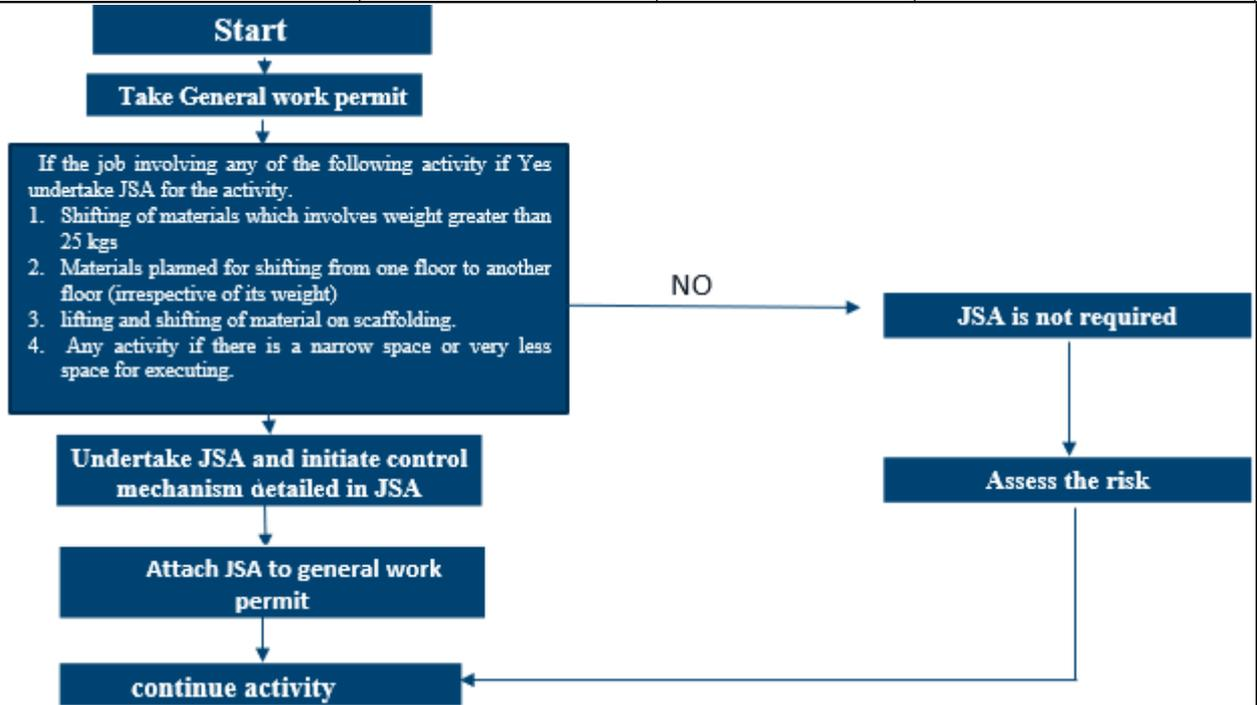 Start
Take General work permit
If the job involving any of the following activity if Yes
undertake JSA for the activity.
1. Shifting of materials which involves weight greater than
25 kgs
2. Materials planned for shifting from one floor to another
floor (irrespective of its weight)
3. lifting and shifting of material on scaffolding.
4. Any activity if there is a narrow space or very less
space for executing.
NO
JSA is not required
Assess the risk
Undertake JSA and initiate control
mechanism detailed in JSA
Attach JSA to general work
permit
continue activity